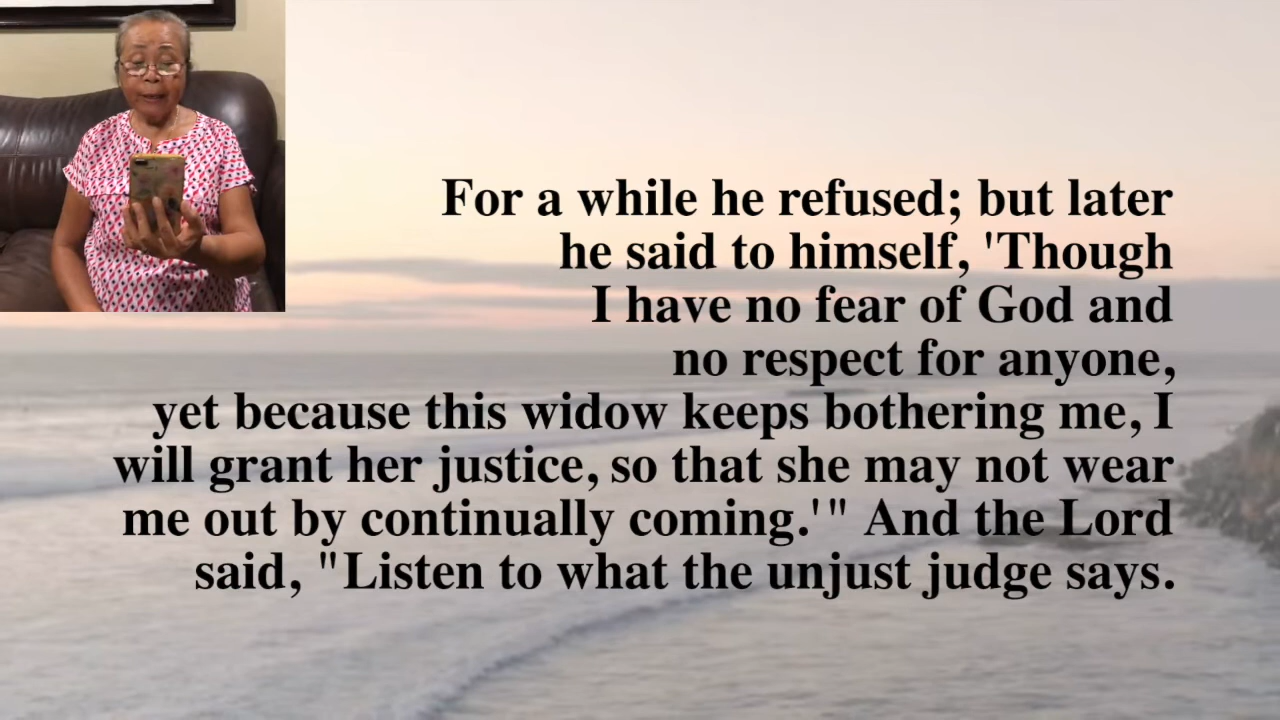 For a while he refused; but later
he said to himself, 'Though
I have no fear of God and
no respect for anyone,
yet because this widow keeps bothering me, I
will grant her justice, so that she may not wear
me out by continually coming.'" And the Lord
said, "Listen to what the unjust judge says.